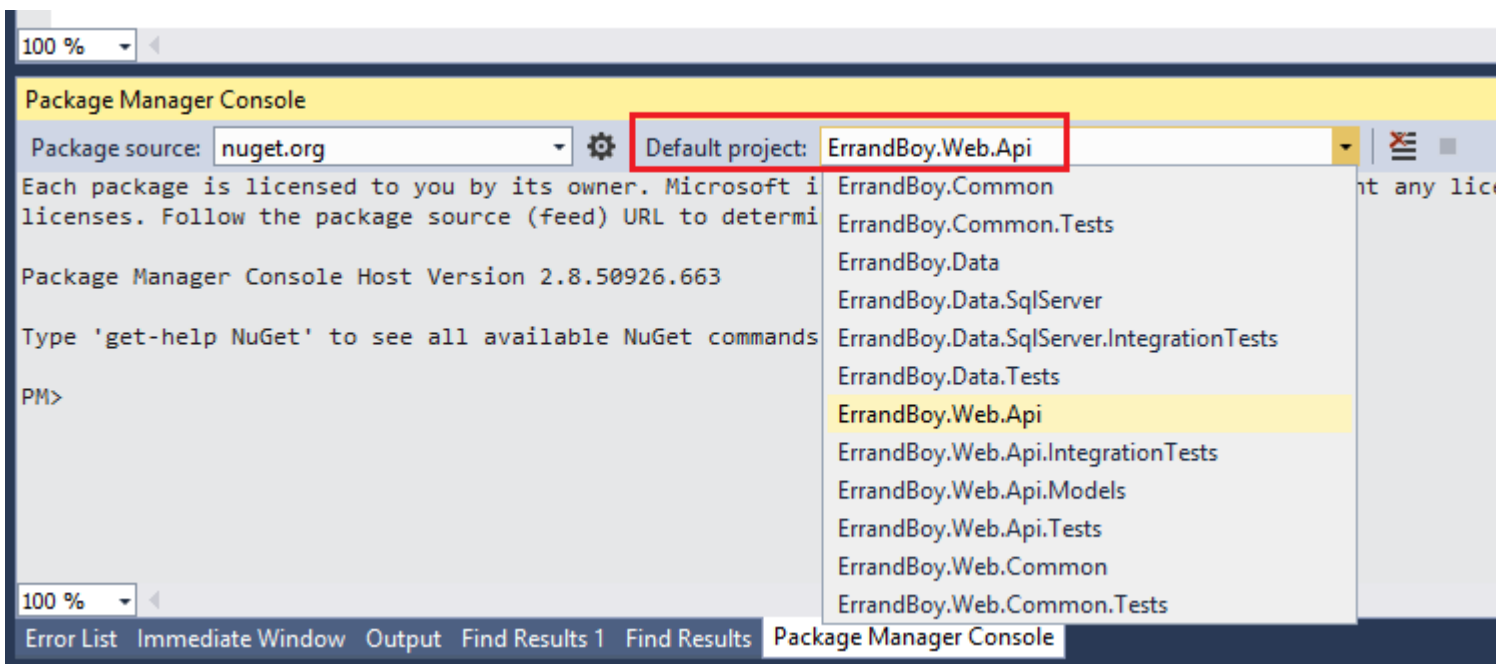 100 %
Package Manager Console
Package source: nuget.org Default project: ErrandBoy.Web.Api
Each package is licensed to you by its owner. Microsoft i
nt any lice
licenses. Follow the package source (feed) URL to determi
Package Manager Console Host Version 2.8.50926.663
Type 'get-help NuGet' to see all available NuGet commands
PM>
ErrandBoy.Common
ErrandBoy.Common.Tests
ErrandBoy.Data
ErrandBoy.Data.SqlServer
ErrandBoy.Data.SqlServer.IntegrationTests
ErrandBoy.Data.Tests
ErrandBoy.Web.Api
ErrandBoy.Web.Api.IntegrationTests
ErrandBoy.Web.Api.Models
ErrandBoy.Web.Api.Tests
ErrandBoy.Web.Common
ErrandBoy.Web.Common.Tests
100 %
Error List Immediate Window Output Find Results 1 Find Results Package Manager Console